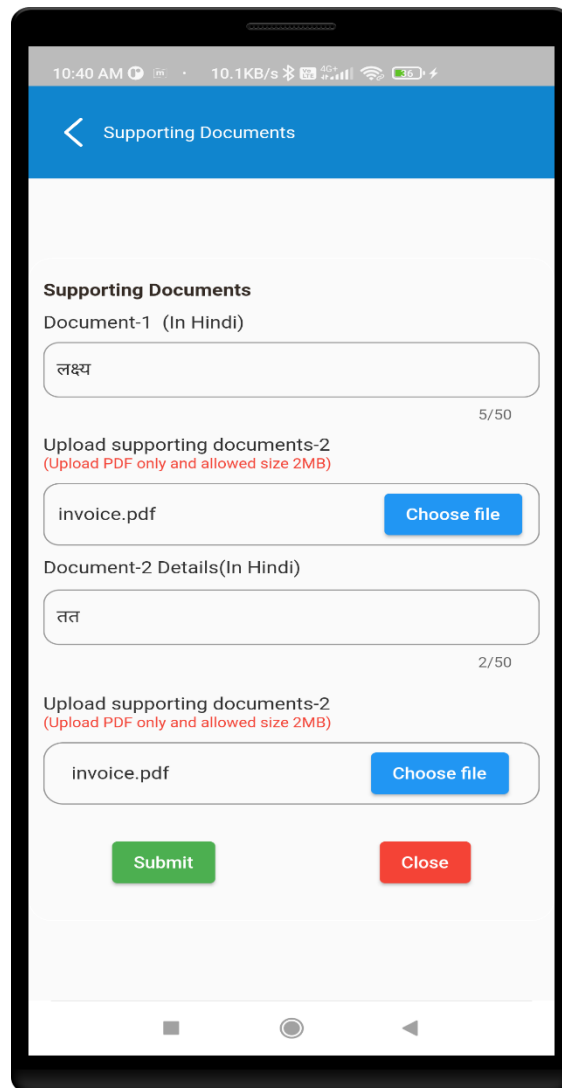 10:40 AM 10.1KB/s 4G+ 36
Supporting Documents
Supporting Documents
Document-1 (In Hindi)
लक्ष्य
5/50
Upload supporting documents-2
(Upload PDF only and allowed size 2MB)
invoice.pdf Choose file
Document-2 Details(In Hindi)
तत
2/50
Upload supporting documents-2
(Upload PDF only and allowed size 2MB)
invoice.pdf Choose file
Submit Close